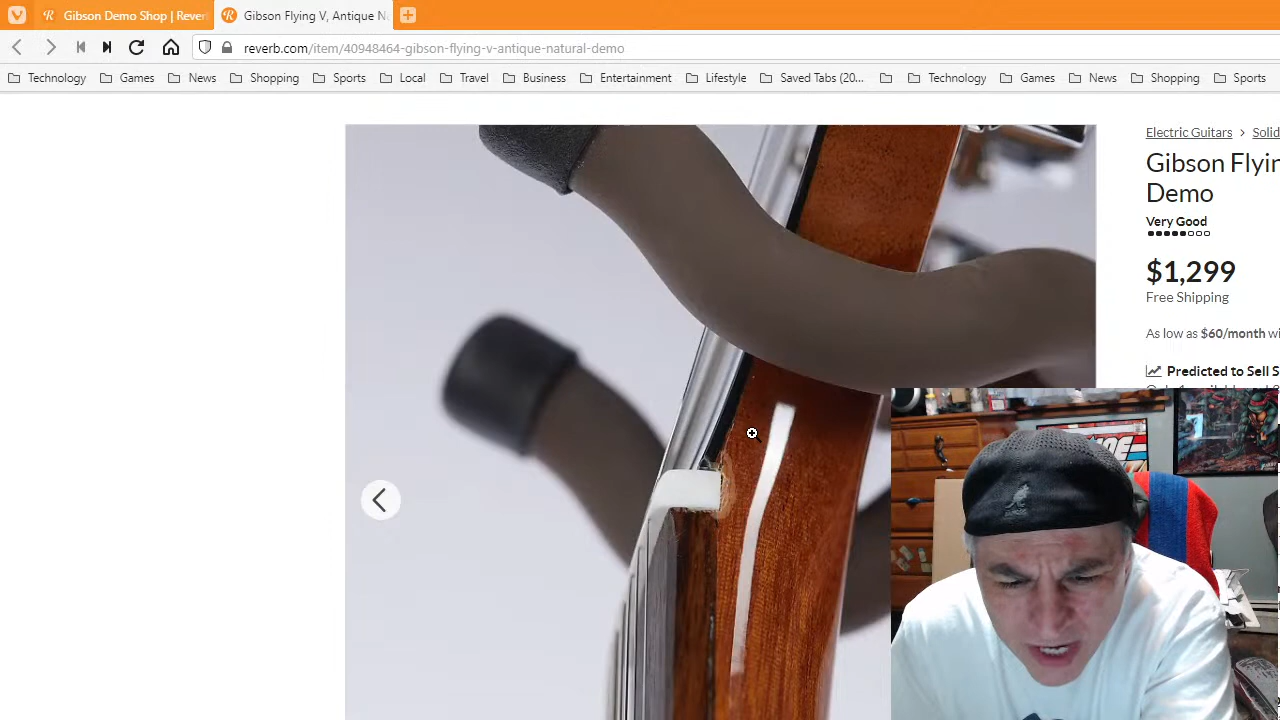 Gibson Demo Shop | Rever
Gibson Flying V, Antique N
reverb.com/item/40948464-gibson-flying-v-antique-natural-demo
Technology Games News Shopping Sports Local Travel Business Entertainment Lifestyle Saved Tabs (20... Technology Games News Shopping Sports
Electric Guitars > Solid
Gibson Flyin
Demo
Very Good
$1,299
Free Shipping
As low as $60/month wi
Predicted to Sell S